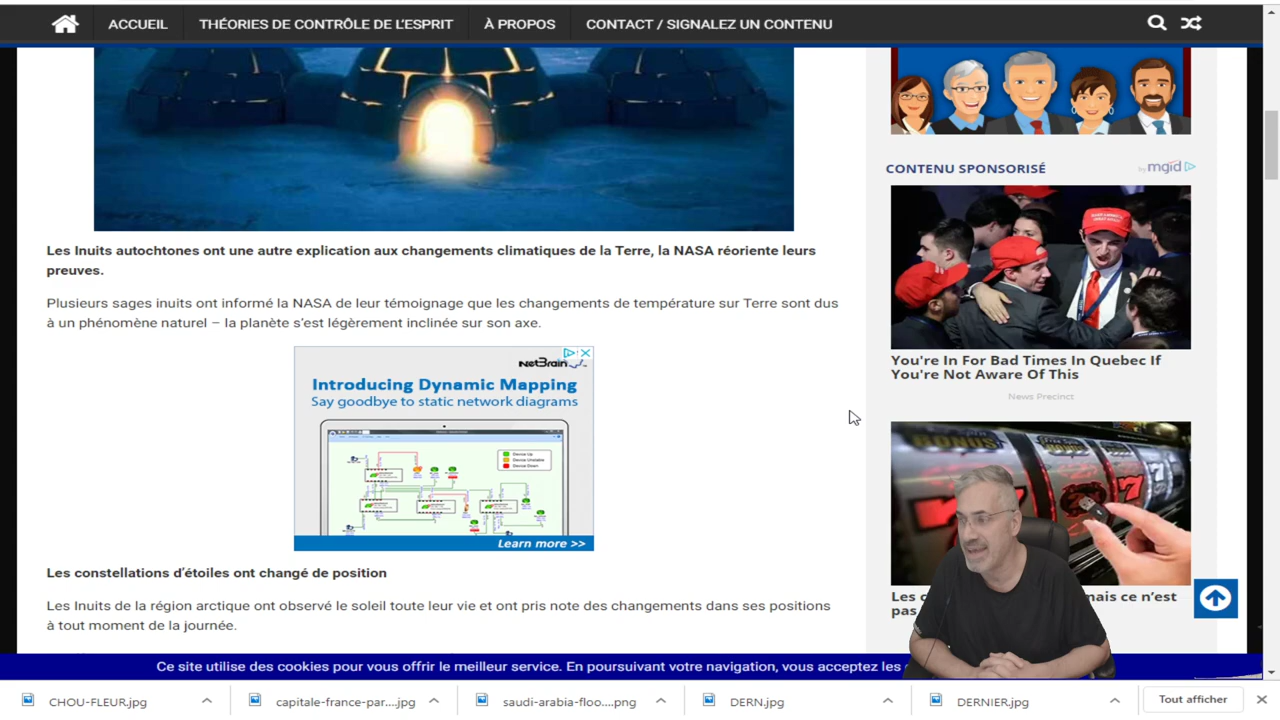 ACCUEIL
THÉORIES DE CONTRÔLE DE L'ESPRIT
À PROPOS
CONTACT / SIGNALEZ UN CONTENU
Les Inuits autochtones ont une autre explication aux changements climatiques de la Terre, la NASA réoriente leurs
preuves.
Plusieurs sages inuits ont informé la NASA de leur témoignage que les changements de température sur Terre sont dus
à un phénomène naturel – la planète s'est légèrement inclinée sur son axe.
NetBrain
Introducing Dynamic Mapping
Say goodbye to static network diagrams
Device Up
Device Unstable
Device Down
Learn more >>
Les constellations d'étoiles ont changé de position
Les Inuits de la région arctique ont observé le soleil toute leur vie et ont pris note des changements dans ses positions
à tout moment de la journée.
CONTENU SPONSORISÉ
by mgid
You're In For Bad Times In Quebec If
You're Not Aware Of This
News Precinct
BONUS
7
7
Les
mais ce n'est
pas
Ce site utilise des cookies pour vous offrir le meilleur service. En poursuivant votre navigation, vous acceptez les
CHOU-FLEUR.jpg
capitale-france-par....jpg
saudi-arabia-floo....png
DERN.jpg
DERNIER.jpg
Tout afficher